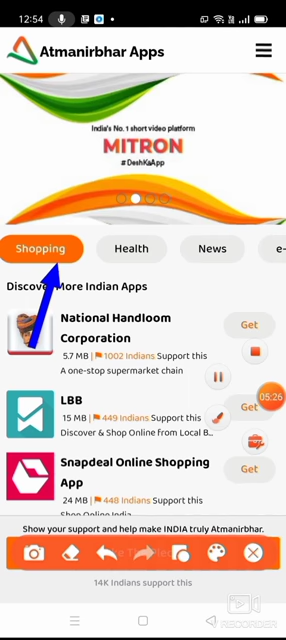 12:54
Atmanirbhar Apps
India's No. 1 short video platform
MITRON
#DeshKaApp
Shopping Health News e-
Discover More Indian Apps
National Handloom Corporation
Get
5.7 MB | 1002 Indians Support this
A one-stop supermarket chain
05:26
LBB
Get
15 MB | 449 Indians Support this
Discover & Shop Online from Local B...
Snapdeal Online Shopping App
Get
24 MB | 448 Indians Support this
Shop Online India
Show your support and help make INDIA truly Atmanirbhar.
14K Indians support this
RECORDER